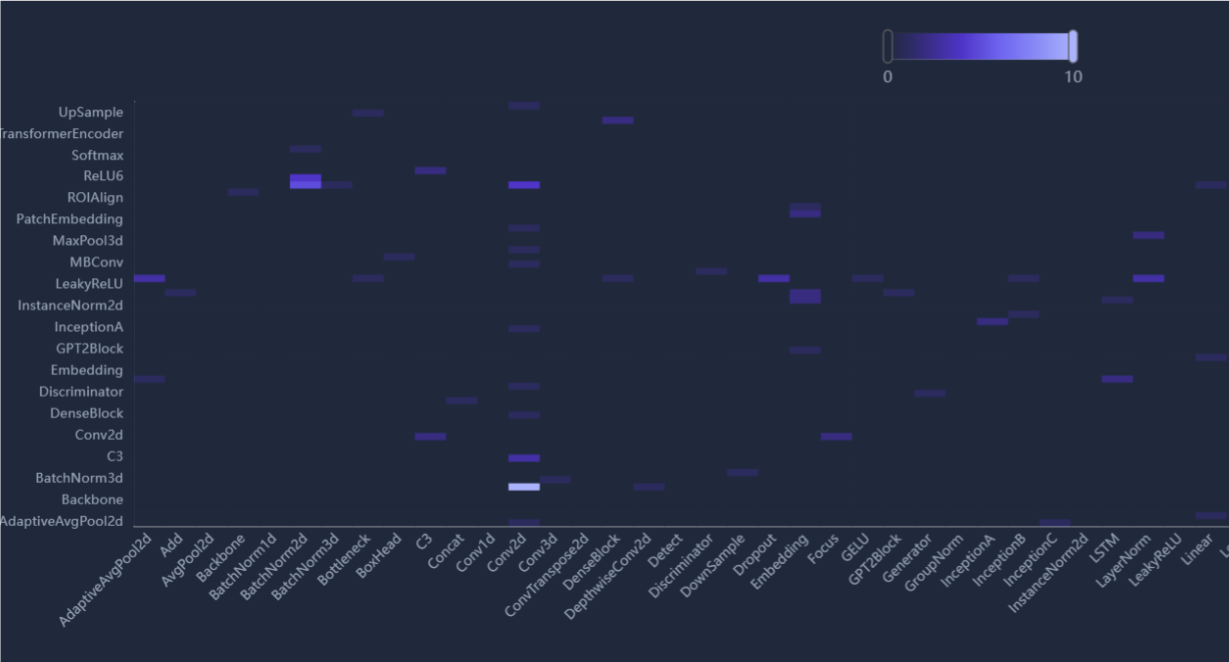 0
10
UpSample
TransformerEncoder
Softmax
ReLU6
ROIAlign
PatchEmbedding
MaxPool3d
MBConv
LeakyReLU
InstanceNorm2d
InceptionA
GPT2Block
Embedding
Discriminator
DenseBlock
Conv2d
C3
BatchNorm3d
Backbone
AdaptiveAvgPool2d
AdaptiveAvgPool2d
Add
AvgPool2d
Backbone
BatchNorm1d
BatchNorm2d
BatchNorm3d
Bottleneck
BoxHead
C3
Concat
Conv1d
Conv2d
Conv3d
ConvTranspose2d
DenseBlock
DepthwiseConv2d
Detect
Discriminator
DownSample
Dropout
Embedding
Focus
GELU
GPT2Block
Generator
GroupNorm
InceptionA
InceptionB
InceptionC
InstanceNorm2d
LSTM
LayerNorm
LeakyReLU
Linear